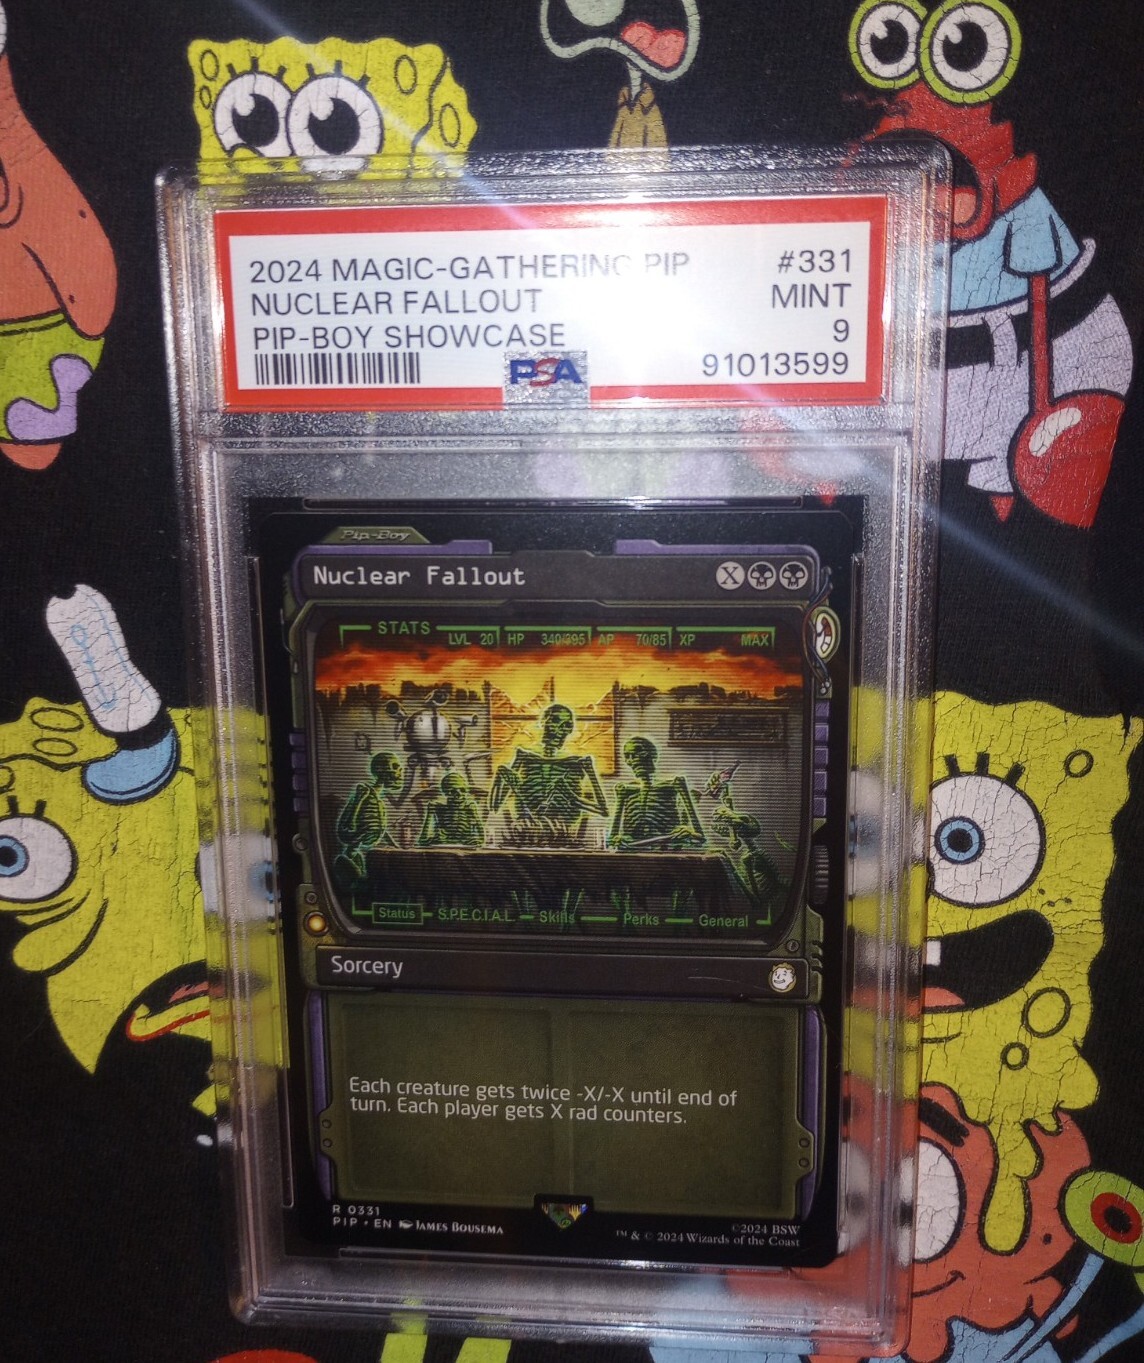 2024 MAGIC-GATHERING PIP #331
NUCLEAR FALLOUT MINT
PIP-BOY SHOWCASE 9
PSA 91013599
Pip-Boy
Nuclear Fallout X
STATS LVL 20 HP 340/395 AP 70/85 XP MAX
Status S.P.E.C.I.A.L. Skills Perks General
Sorcery
Each creature gets twice -X/-X until end of
turn. Each player gets X rad counters.
R 0331
PIP • EN JAMES BOUSEMA
©2024 BSW
™ & © 2024 Wizards of the Coast